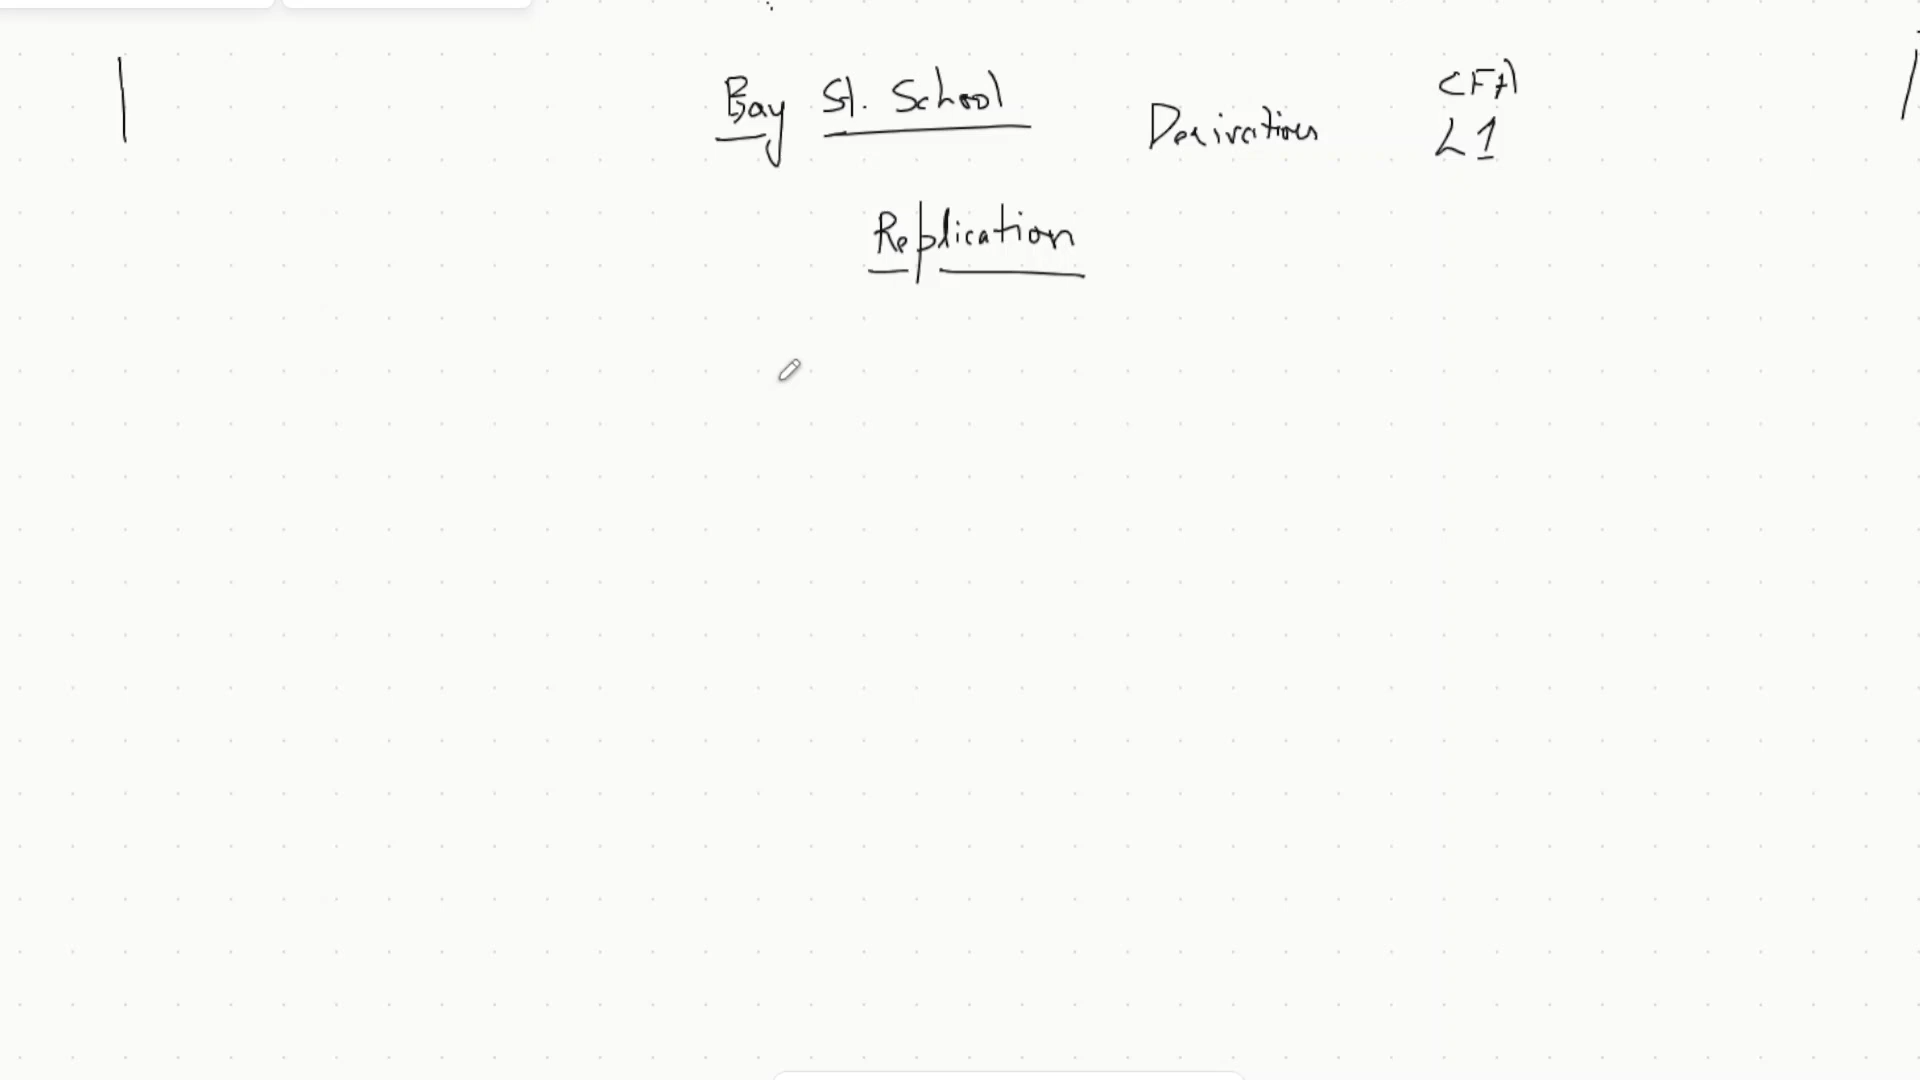 Bay St. School
Derivatives
CFA
L1
Replication